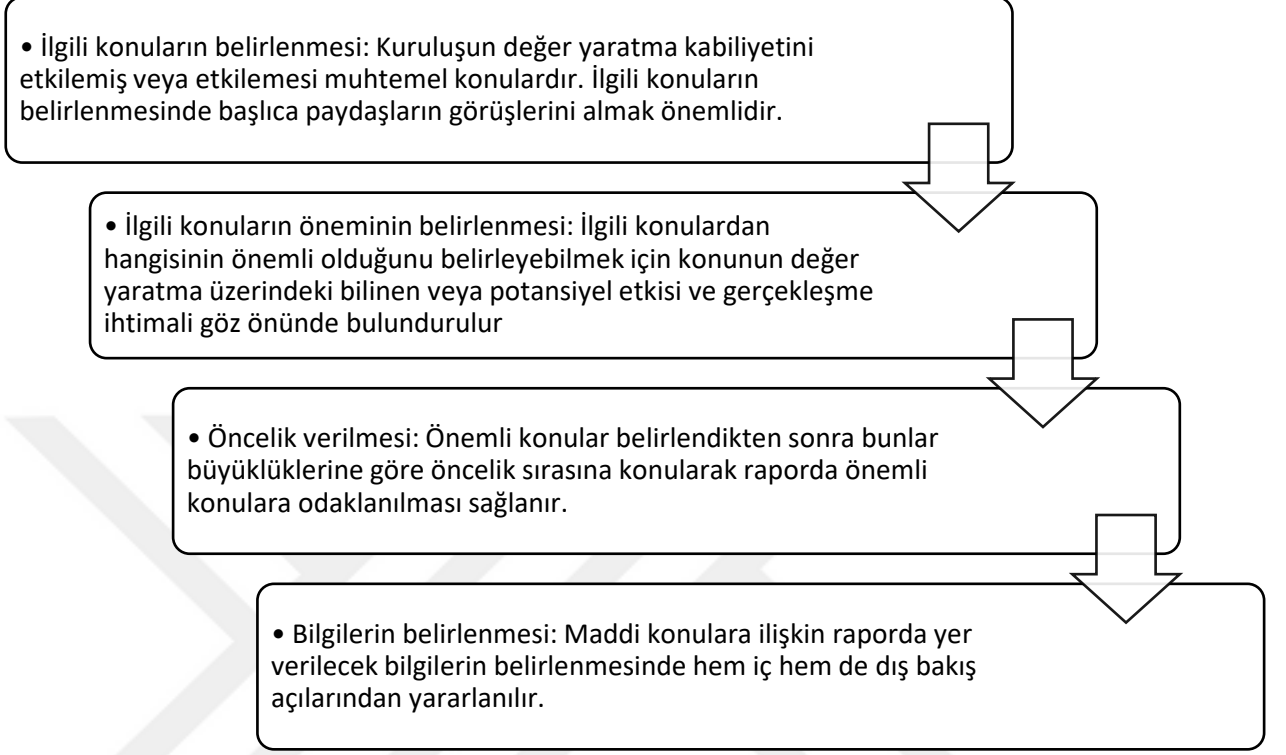 • İlgili konuların belirlenmesi: Kuruluşun değer yaratma kabiliyetini
etkilemiş veya etkilemesi muhtemel konulardır. İlgili konuların
belirlenmesinde başlıca paydaşların görüşlerini almak önemlidir.
• İlgili konuların öneminin belirlenmesi: İlgili konulardan
hangisinin önemli olduğunu belirleyebilmek için konunun değer
yaratma üzerindeki bilinen veya potansiyel etkisi ve gerçekleşme
ihtimali göz önünde bulundurulur
• Öncelik verilmesi: Önemli konular belirlendikten sonra bunlar
büyüklüklerine göre öncelik sırasına konularak raporda önemli
konulara odaklanılması sağlanır.
• Bilgilerin belirlenmesi: Maddi konulara ilişkin raporda yer
verilecek bilgilerin belirlenmesinde hem iç hem de dış bakış
açılarından yararlanılır.